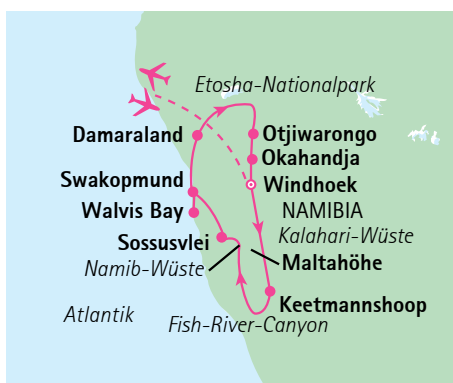 Etosha-Nationalpark
Damaraland
Otjiwarongo
Okahandja
Swakopmund
Windhoek
Walvis Bay
NAMIBIA
Kalahari-Wüste
Sossusvlei
Namib-Wüste
Maltahöhe
Keetmannshoop
Atlantik
Fish-River-Canyon